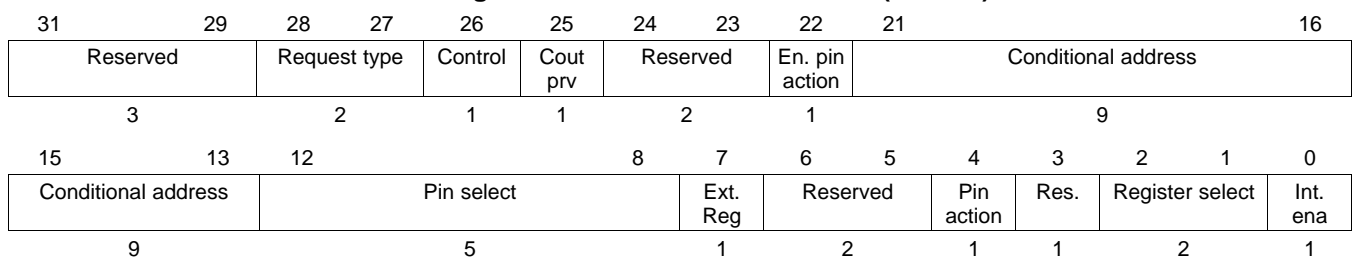 31 29 28 27 26 25 24 23 22 21 16
Reserved Request type Control Cout prv Reserved En. pin action Conditional address
3 2 1 1 2 1 9
15 13 12 8 7 6 5 4 3 2 1 0
Conditional address Pin select Ext. Reg Reserved Pin action Res. Register select Int. ena
9 5 1 2 1 1 2 1